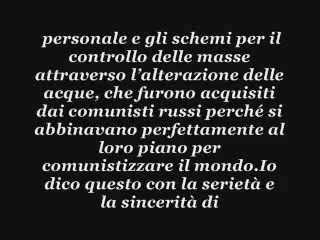 personale e gli schemi per il
controllo delle masse
attraverso l’alterazione delle
acque, che furono acquisiti
dai comunisti russi perché si
abbinavano perfettamente al
loro piano per
comunistizzare il mondo.Io
dico questo con la serietà e
la sincerità di